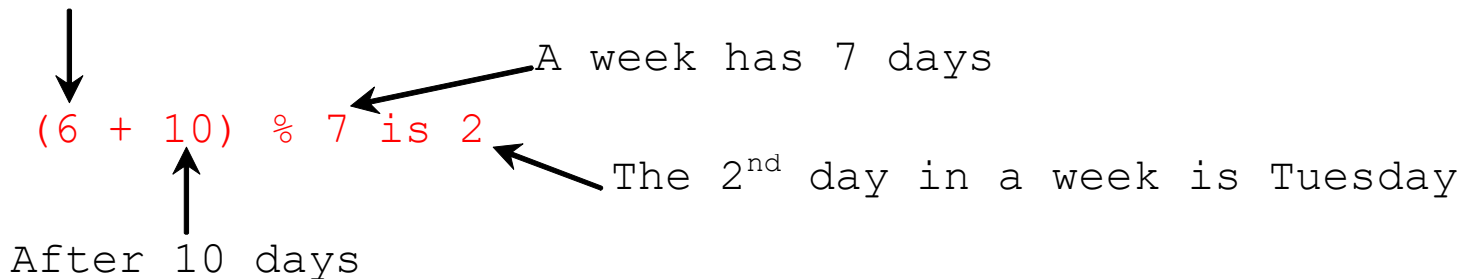 A week has 7 days
(6 + 10) % 7 is 2
The 2nd day in a week is Tuesday
After 10 days